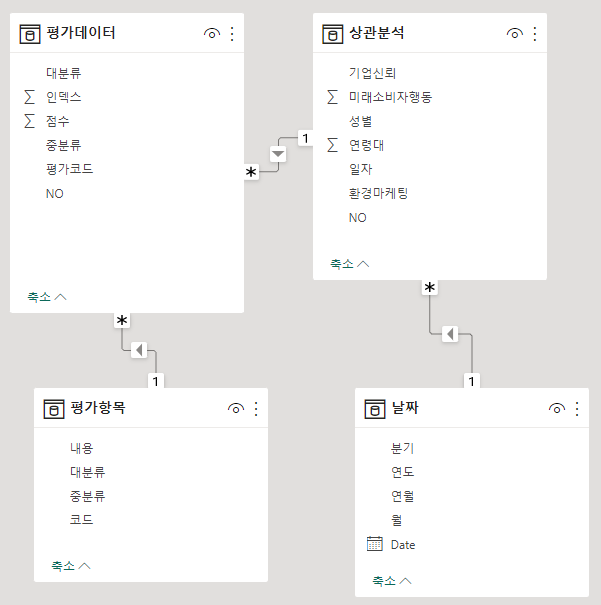 평가데이터
대분류
∑ 인덱스
∑ 점수
중분류
평가코드
NO
축소
상관분석
기업신뢰
∑ 미래소비자행동
성별
∑ 연령대
일자
환경마케팅
NO
축소
* 1
* 1
* 1
평가항목
내용
대분류
중분류
코드
축소
날짜
분기
연도
연월
월
Date
축소